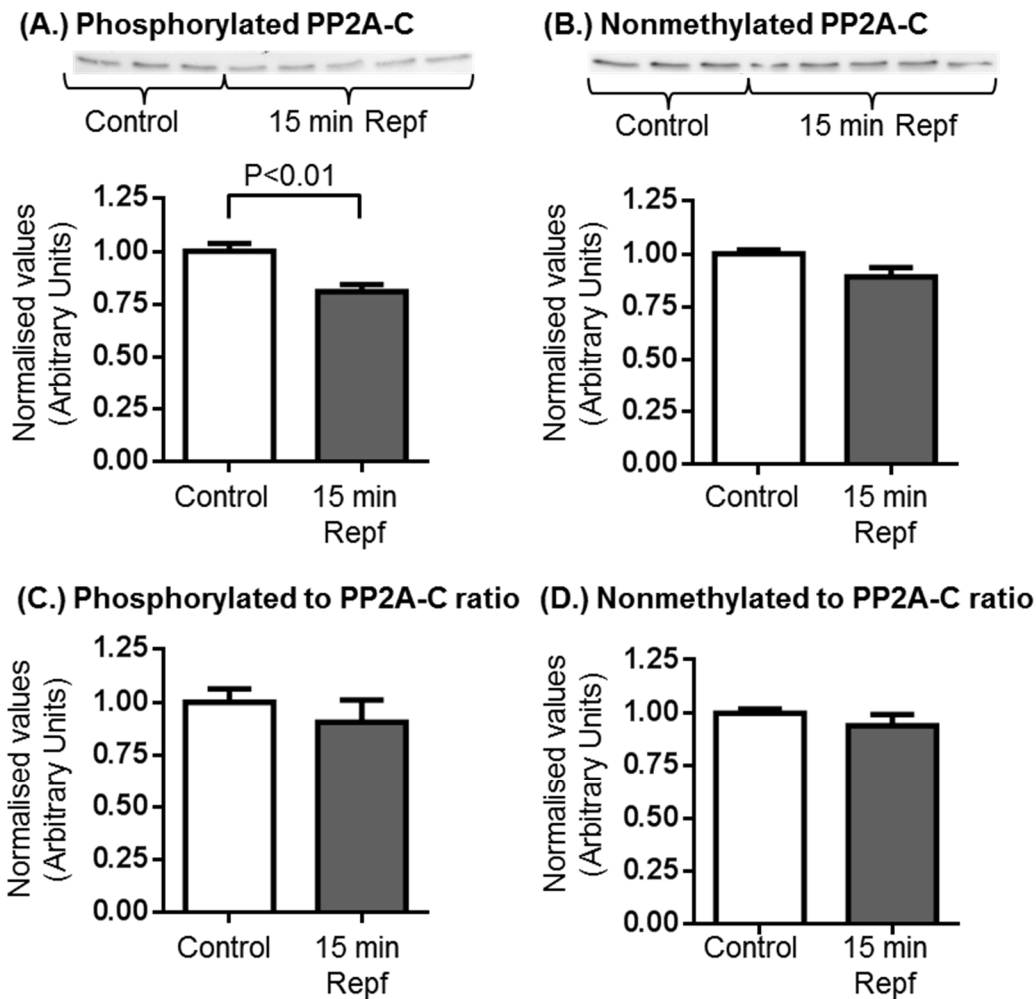 (A.) Phosphorylated PP2A-C
Control
15 min Repf
P<0.01
Normalised values
(Arbitrary Units)
1.25
1.00
0.75
0.50
0.25
0.00
Control
15 min
Repf
(B.) Nonmethylated PP2A-C
Control
15 min Repf
Normalised values
(Arbitrary Units)
1.25
1.00
0.75
0.50
0.25
0.00
Control
15 min
Repf
(C.) Phosphorylated to PP2A-C ratio
Normalised values
(Arbitrary Units)
1.25
1.00
0.75
0.50
0.25
0.00
Control
15 min
Repf
(D.) Nonmethylated to PP2A-C ratio
Normalised values
(Arbitrary Units)
1.25
1.00
0.75
0.50
0.25
0.00
Control
15 min
Repf